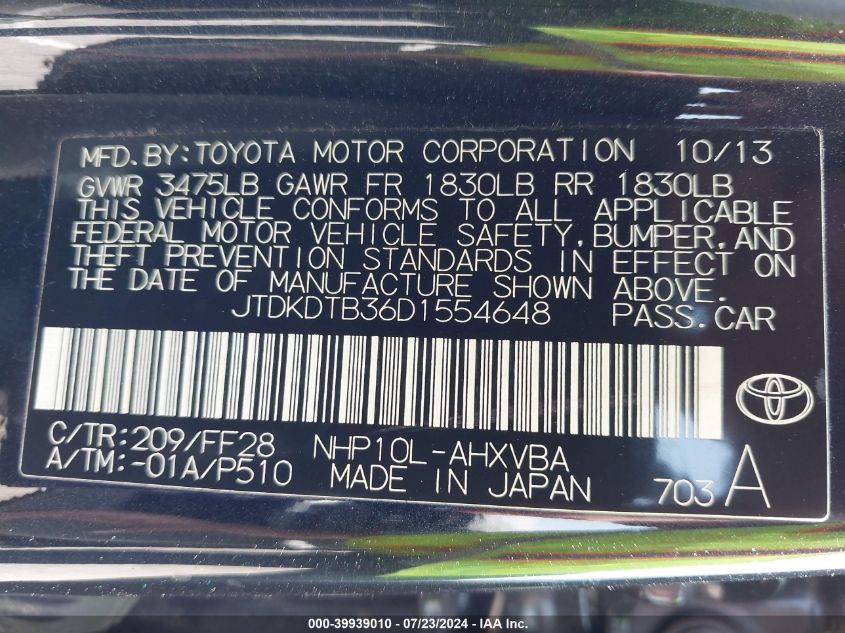 MFD.BY:TOYOTA MOTOR CORPORATION 10/13
GVWR 3475LB GAWR FR 1830LB RR 1830LB
THIS VEHICLE CONFORMS TO ALL APPLICABLE
FEDERAL MOTOR VEHICLE SAFETY,BUMPER,AND
THEFT PREVENTION STANDARDS IN EFFECT ON
THE DATE OF MANUFACTURE SHOWN ABOVE.
JTDKDTB36D1554648 PASS.CAR
C/TR:209/FF28 NHP10L-AHXVBA
A/TM:-01A/P510 MADE IN JAPAN 703 A
000-39939010 / 07/23/2024 - IAA Inc.